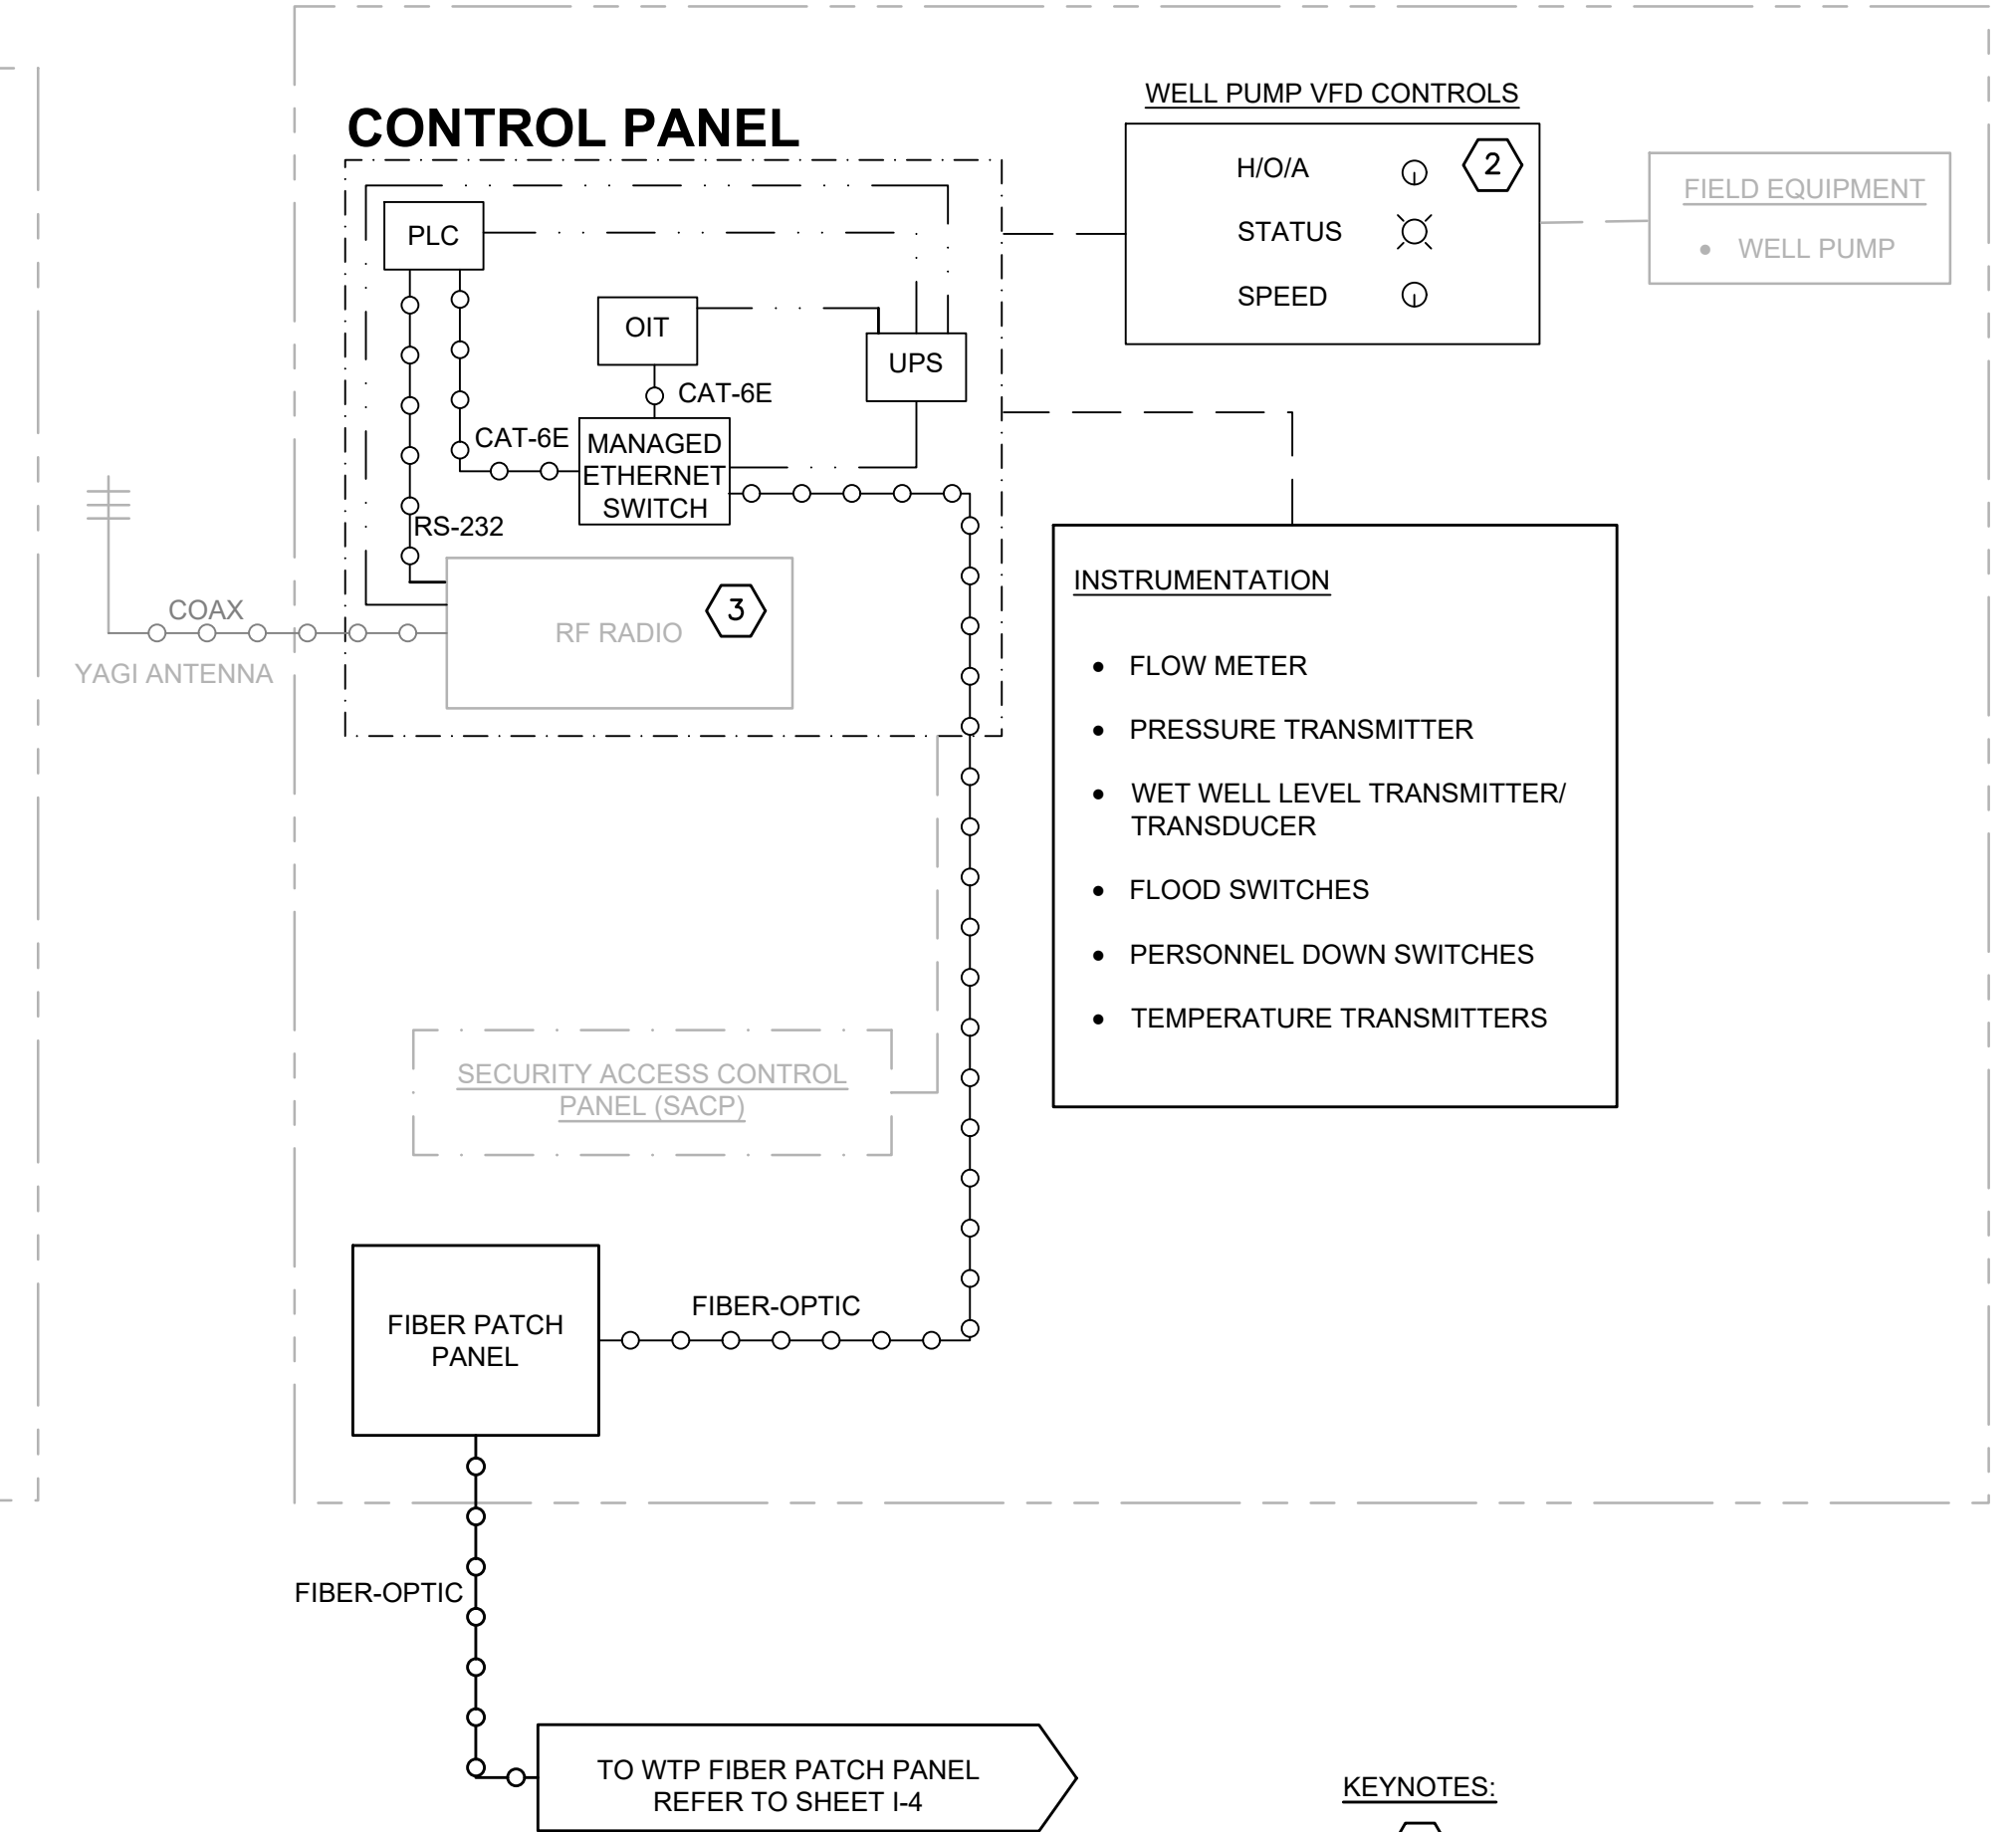 WELL PUMP VFD CONTROLS
CONTROL PANEL
H/O/A
2
STATUS
SPEED
FIELD EQUIPMENT
• WELL PUMP
PLC
OIT
UPS
CAT-6E
CAT-6E
MANAGED
ETHERNET
SWITCH
RS-232
COAX
YAGI ANTENNA
RF RADIO
3
INSTRUMENTATION
• FLOW METER
• PRESSURE TRANSMITTER
• WET WELL LEVEL TRANSMITTER/
TRANSDUCER
• FLOOD SWITCHES
• PERSONNEL DOWN SWITCHES
• TEMPERATURE TRANSMITTERS
SECURITY ACCESS CONTROL
PANEL (SACP)
FIBER PATCH
PANEL
FIBER-OPTIC
FIBER-OPTIC
TO WTP FIBER PATCH PANEL
REFER TO SHEET I-4
KEYNOTES: